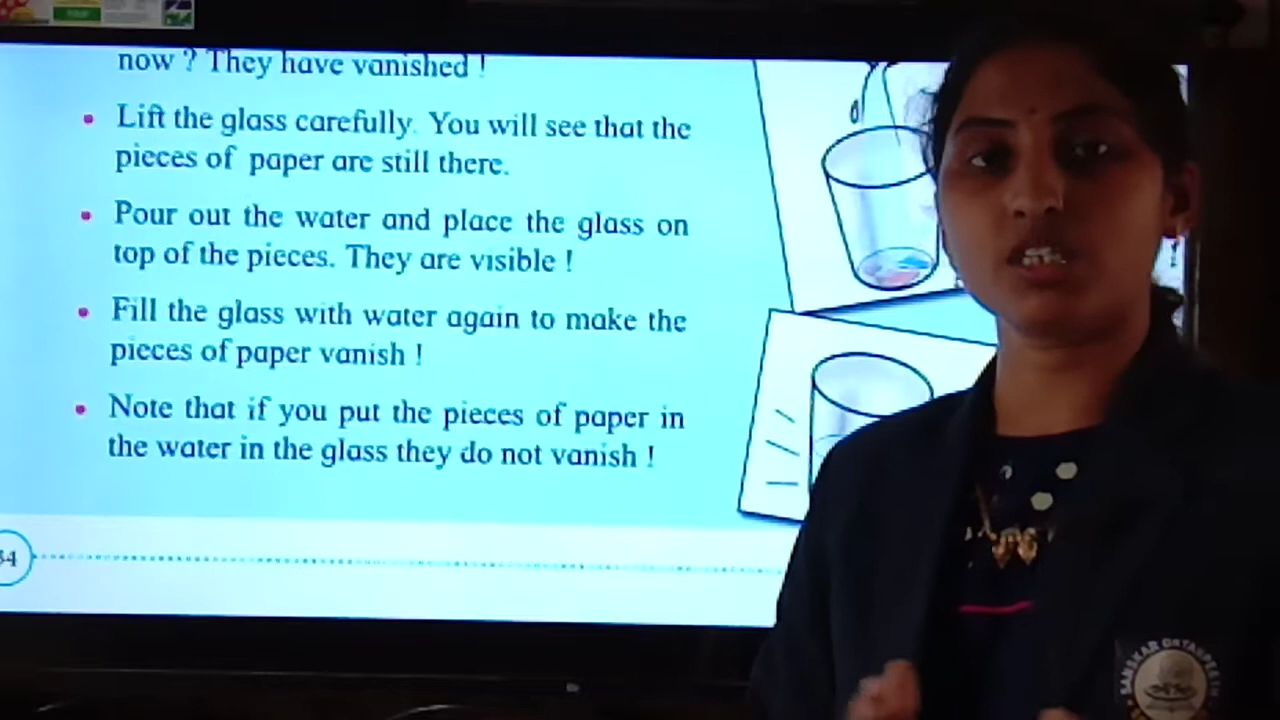 now ? They have vanished !
• Lift the glass carefully. You will see that the
pieces of paper are still there.
• Pour out the water and place the glass on
top of the pieces. They are visible !
• Fill the glass with water again to make the
pieces of paper vanish !
• Note that if you put the pieces of paper in
the water in the glass they do not vanish !
SANSKAR